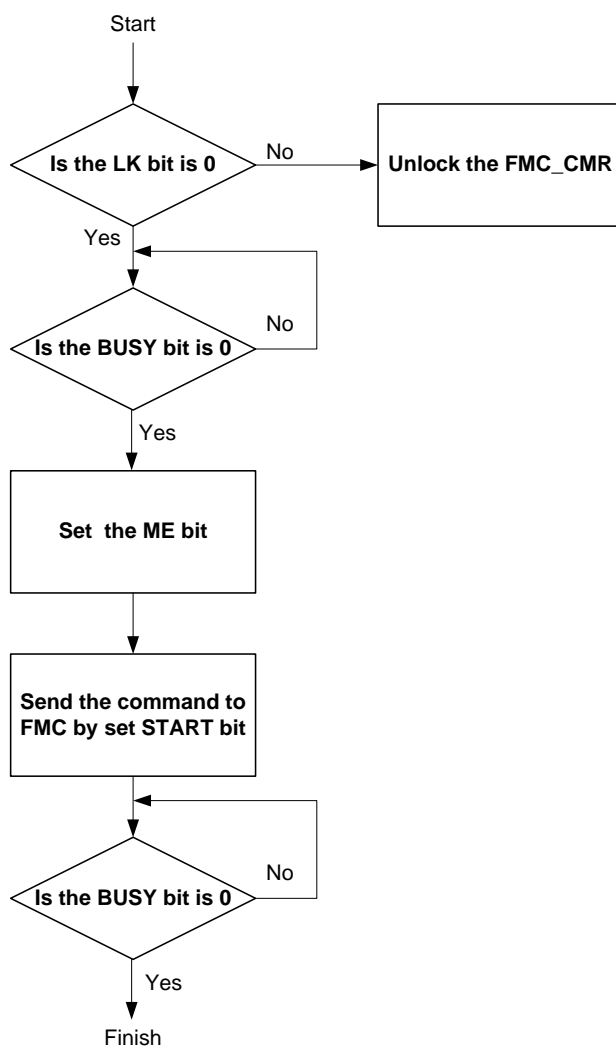 Start
Is the LK bit is 0
No
Unlock the FMC_CMR
Yes
Is the BUSY bit is 0
No
Yes
Set the ME bit
Send the command to
FMC by set START bit
Is the BUSY bit is 0
No
Yes
Finish